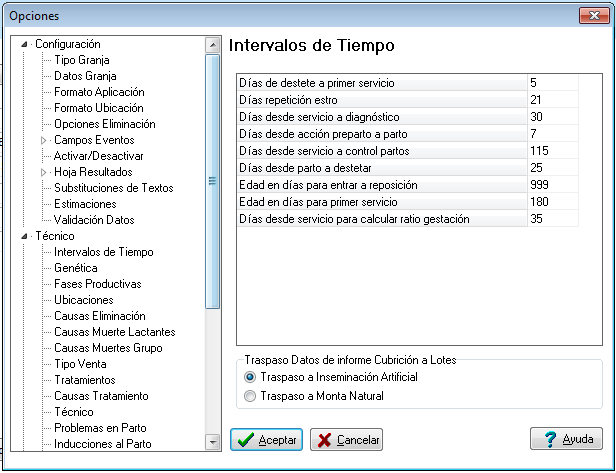 Opciones
Configuración
Tipo Granja
Datos Granja
Formato Aplicación
Formato Ubicación
Opciones Eliminación
Campos Eventos
Activar/Desactivar
Hoja Resultados
Substituciones de Textos
Estimaciones
Validación Datos
Técnico
Intervalos de Tiempo
Genética
Fases Productivas
Ubicaciones
Causas Eliminación
Causas Muerte Lactantes
Causas Muertes Grupo
Tipo Venta
Tratamientos
Causas Tratamiento
Técnico
Problemas en Parto
Inducciones al Parto
Intervalos de Tiempo
Días de destete a primer servicio 5
Días repetición estro 21
Días desde servicio a diagnóstico 30
Días desde acción preparto a parto 7
Días desde servicio a control partos 115
Días desde parto a destetar 25
Edad en días para entrar a reposición 999
Edad en días para primer servicio 180
Días desde servicio para calcular ratio gestación 35
Traspaso Datos de informe Cubrición a Lotes
Traspaso a Inseminación Artificial
Traspaso a Monta Natural
Aceptar Cancelar Ayuda